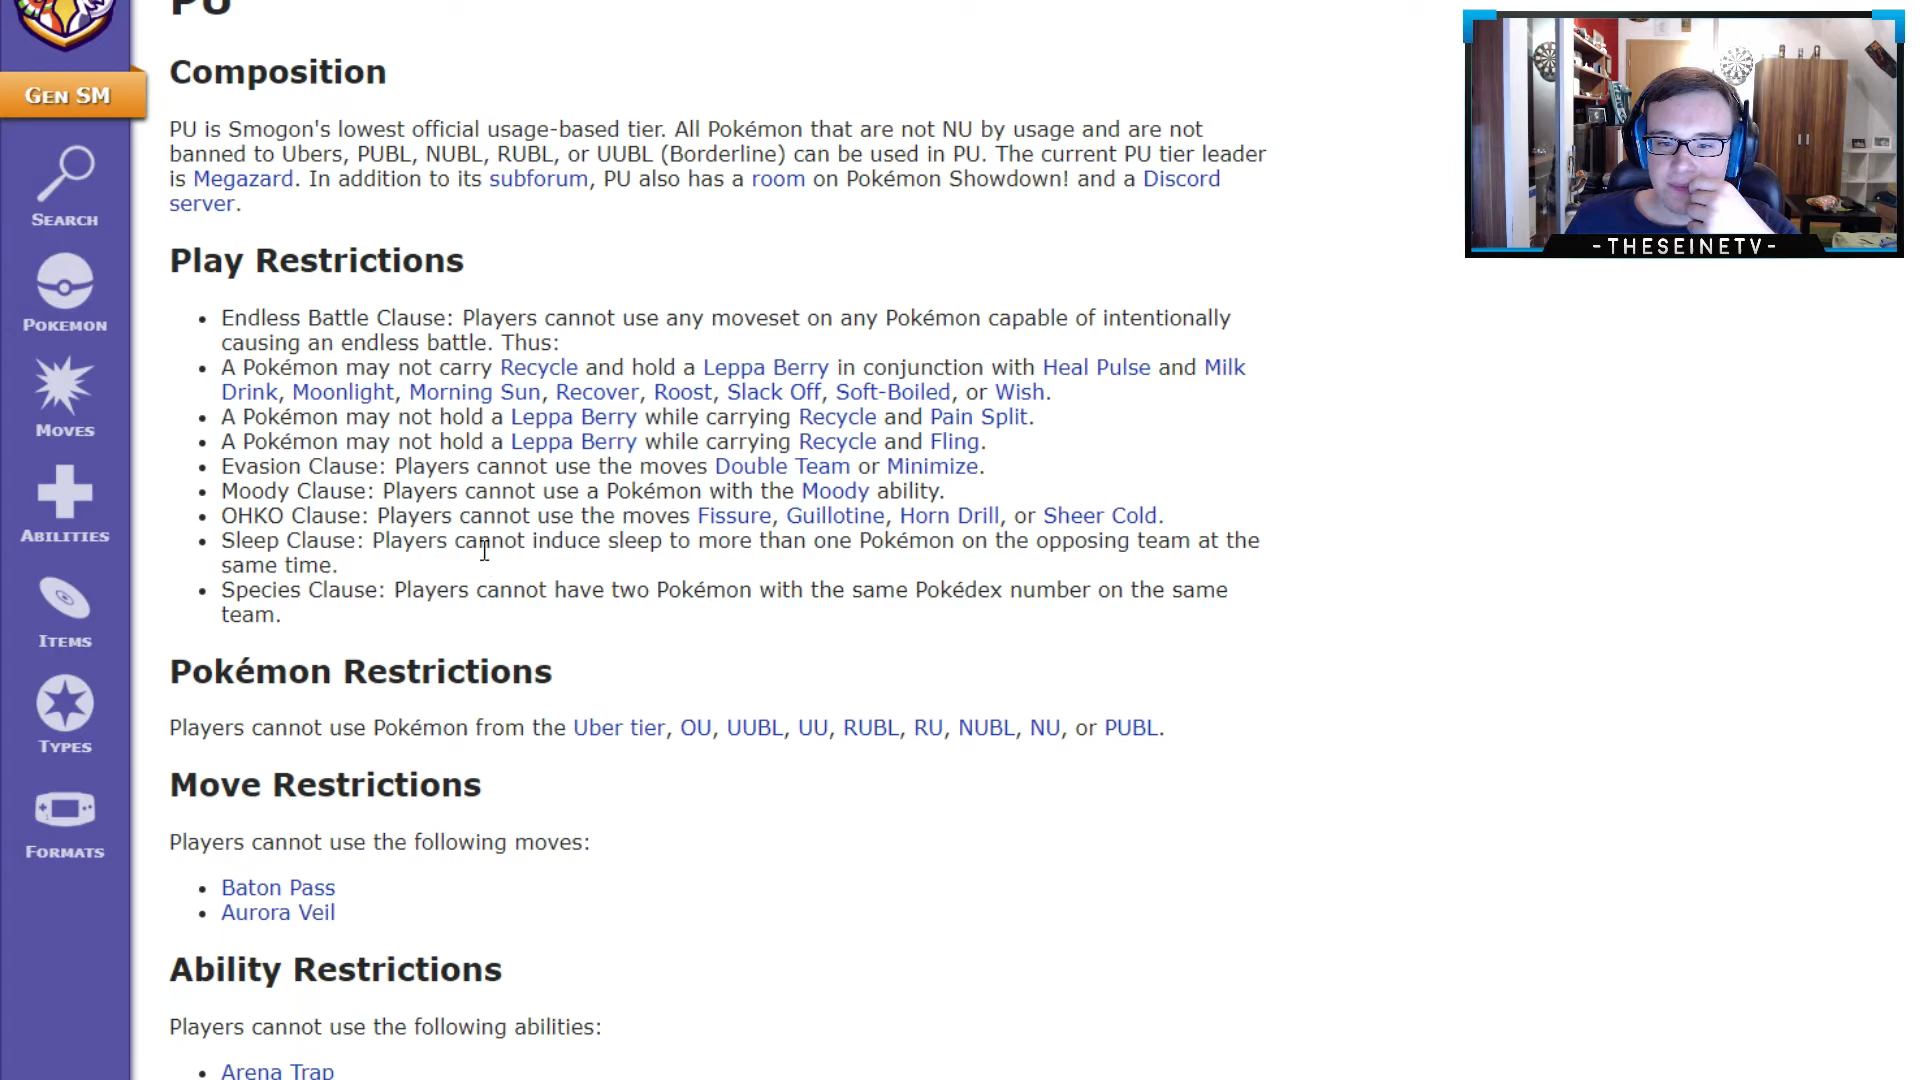 PU
Composition
GEN SM
PU is Smogon's lowest official usage-based tier. All Pokémon that are not NU by usage and are not
banned to Ubers, PUBL, NUBL, RUBL, or UUBL (Borderline) can be used in PU. The current PU tier leader
is Megazard. In addition to its subforum, PU also has a room on Pokémon Showdown! and a Discord
server.
SEARCH
-THESEINETV-
Play Restrictions
• Endless Battle Clause: Players cannot use any moveset on any Pokémon capable of intentionally
causing an endless battle. Thus:
POKEMON
• A Pokémon may not carry Recycle and hold a Leppa Berry in conjunction with Heal Pulse and Milk
Drink, Moonlight, Morning Sun, Recover, Roost, Slack Off, Soft-Boiled, or Wish.
• A Pokémon may not hold a Leppa Berry while carrying Recycle and Pain Split.
MOVES
• A Pokémon may not hold a Leppa Berry while carrying Recycle and Fling.
• Evasion Clause: Players cannot use the moves Double Team or Minimize.
• Moody Clause: Players cannot use a Pokémon with the Moody ability.
• OHKO Clause: Players cannot use the moves Fissure, Guillotine, Horn Drill, or Sheer Cold.
ABILITIES
• Sleep Clause: Players cannot induce sleep to more than one Pokémon on the opposing team at the
same time.
• Species Clause: Players cannot have two Pokémon with the same Pokédex number on the same
team.
ITEMS
Pokémon Restrictions
Players cannot use Pokémon from the Uber tier, OU, UUBL, UU, RUBL, RU, NUBL, NU, or PUBL.
TYPES
Move Restrictions
Players cannot use the following moves:
FORMATS
• Baton Pass
• Aurora Veil
Ability Restrictions
Players cannot use the following abilities:
• Arena Trap